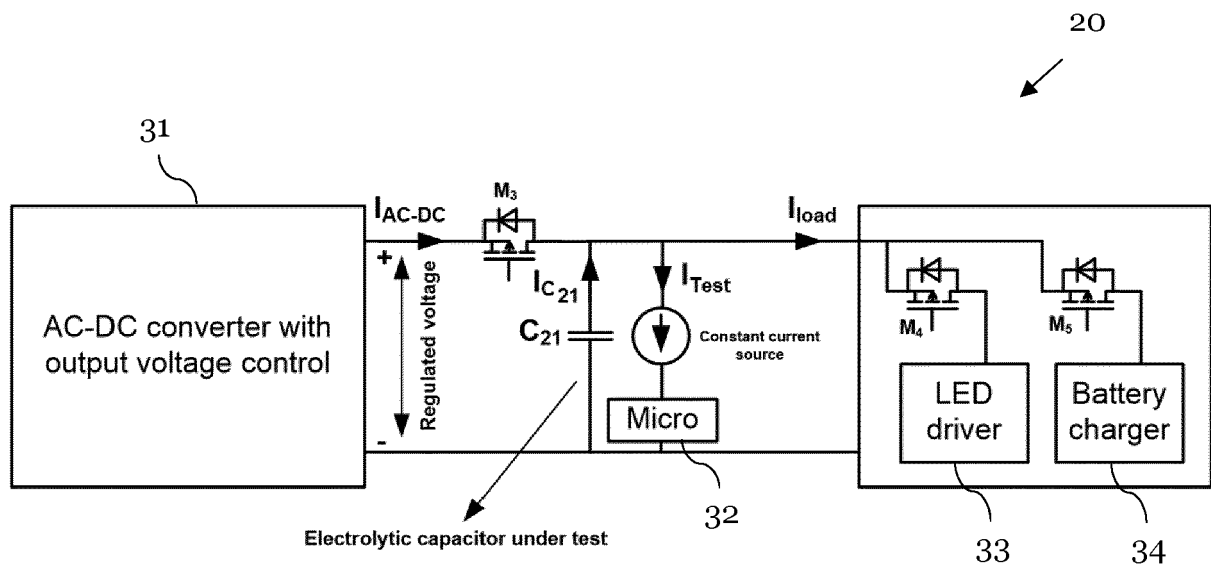 20
31
M3
IAC-DC
Iload
+
Regulated voltage
-
AC-DC converter with
output voltage control
IC21
C21
ITest
Constant current
source
Micro
32
M4
M5
LED
driver
Battery
charger
33
34
Electrolytic capacitor under test